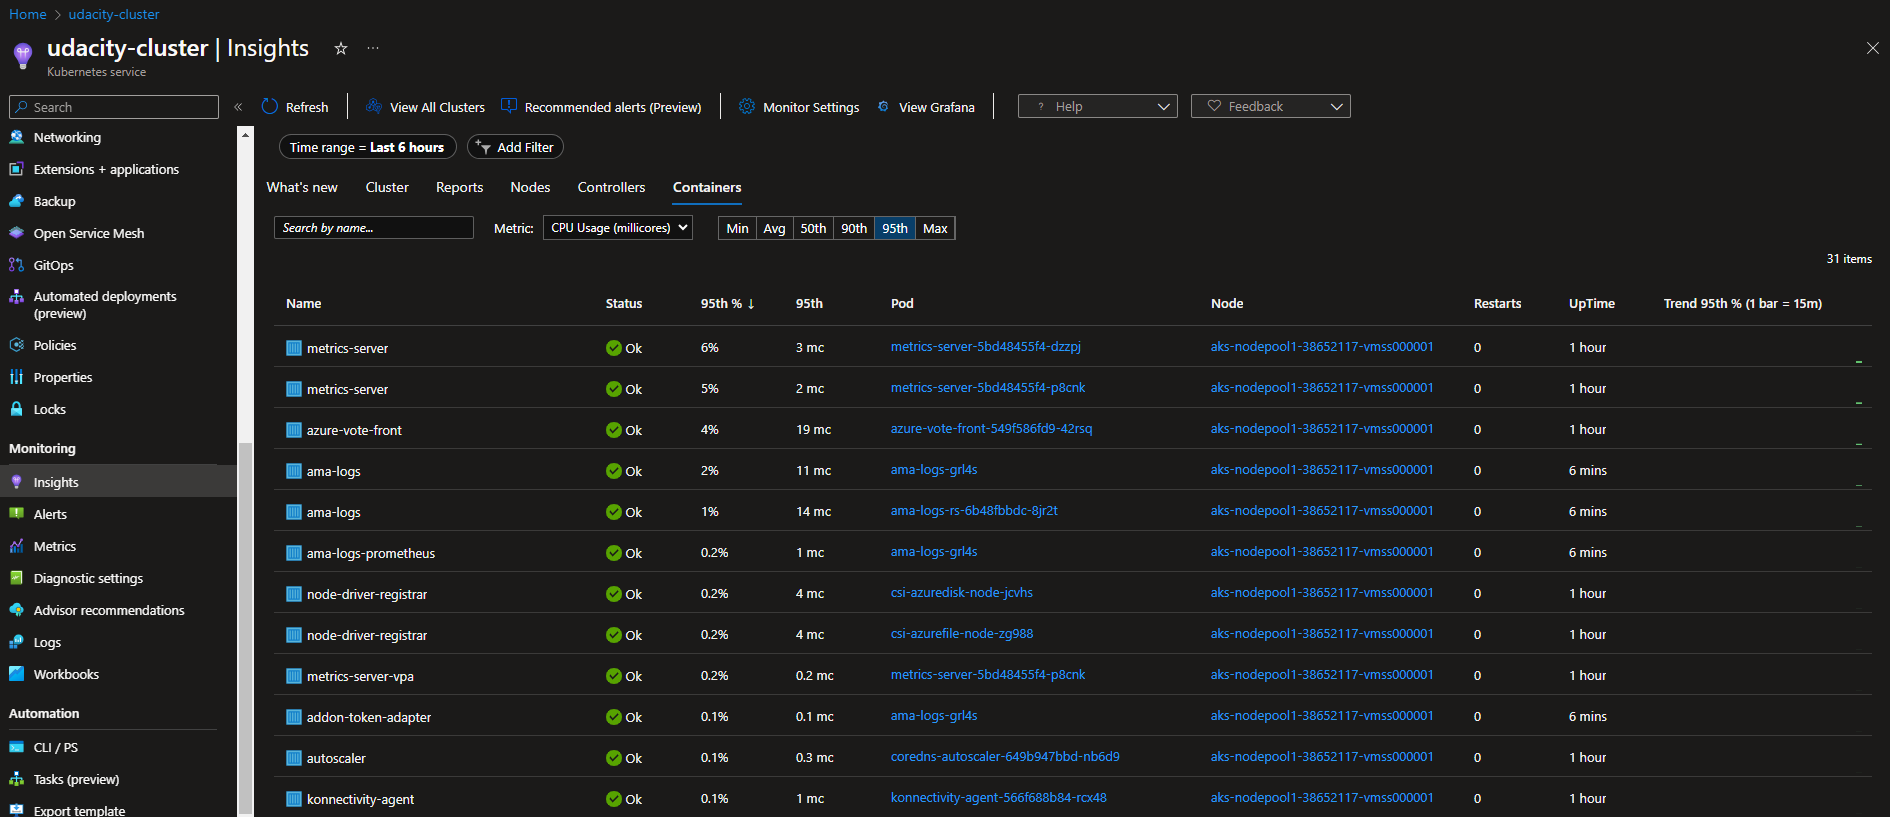 Home > udacity-cluster
udacity-cluster | Insights
Kubernetes service
Search
Refresh View All Clusters Recommended alerts (Preview) Monitor Settings View Grafana ? Help Feedback
Networking
Extensions + applications
Backup
Open Service Mesh
GitOps
Automated deployments
(preview)
Policies
Properties
Locks
Monitoring
Insights
Alerts
Metrics
Diagnostic settings
Advisor recommendations
Logs
Workbooks
Automation
CLI / PS
Tasks (preview)
Export template
Time range = Last 6 hours Add Filter
What's new Cluster Reports Nodes Controllers Containers
Search by name... Metric: CPU Usage (millicores) Min Avg 50th 90th 95th Max
31 items
Name Status 95th % ↓ 95th Pod Node Restarts UpTime Trend 95th % (1 bar = 15m)
metrics-server Ok 6% 3 mc metrics-server-5bd48455f4-dzzpj aks-nodepool1-38652117-vmss000001 0 1 hour
metrics-server Ok 5% 2 mc metrics-server-5bd48455f4-p8cnk aks-nodepool1-38652117-vmss000001 0 1 hour
azure-vote-front Ok 4% 19 mc azure-vote-front-549f586fd9-42rsq aks-nodepool1-38652117-vmss000001 0 1 hour
ama-logs Ok 2% 11 mc ama-logs-grl4s aks-nodepool1-38652117-vmss000001 0 6 mins
ama-logs Ok 1% 14 mc ama-logs-rs-6b48fbbdc-8jr2t aks-nodepool1-38652117-vmss000001 0 6 mins
ama-logs-prometheus Ok 0.2% 1 mc ama-logs-grl4s aks-nodepool1-38652117-vmss000001 0 6 mins
node-driver-registrar Ok 0.2% 4 mc csi-azuredisk-node-jcvhs aks-nodepool1-38652117-vmss000001 0 1 hour
node-driver-registrar Ok 0.2% 4 mc csi-azurefile-node-zg988 aks-nodepool1-38652117-vmss000001 0 1 hour
metrics-server-vpa Ok 0.2% 0.2 mc metrics-server-5bd48455f4-p8cnk aks-nodepool1-38652117-vmss000001 0 1 hour
addon-token-adapter Ok 0.1% 0.1 mc ama-logs-grl4s aks-nodepool1-38652117-vmss000001 0 6 mins
autoscaler Ok 0.1% 0.3 mc coredns-autoscaler-649b947bbd-nb6d9 aks-nodepool1-38652117-vmss000001 0 1 hour
konnectivity-agent Ok 0.1% 1 mc konnectivity-agent-566f688b84-rcx48 aks-nodepool1-38652117-vmss000001 0 1 hour